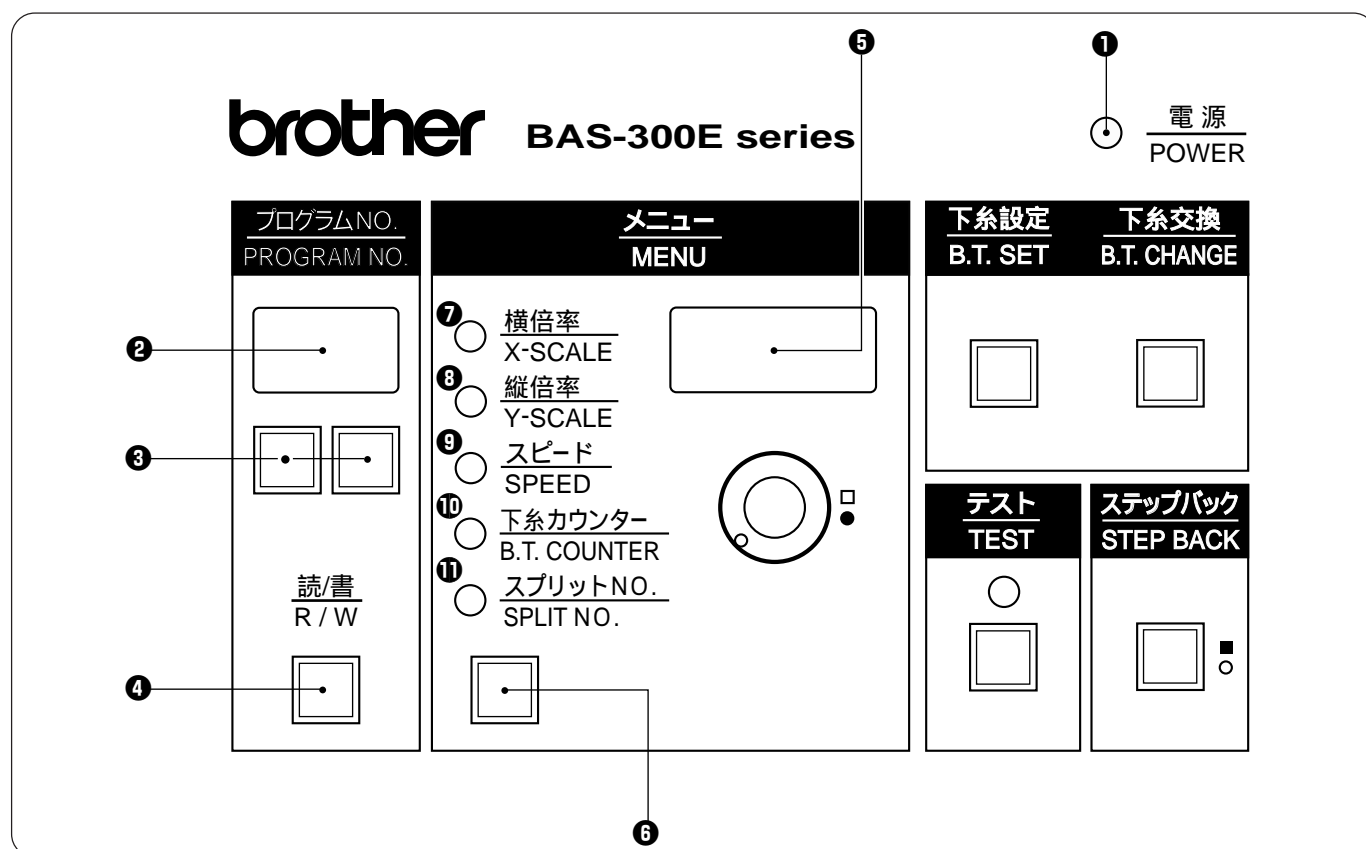 ❺
❶
brother BAS-300E series
電源
POWER
プログラムNO.
PROGRAM NO.
メニュー
MENU
下糸設定
B.T. SET
下糸交換
B.T. CHANGE
❷
❼
横倍率
X-SCALE
❽
縦倍率
Y-SCALE
❺
❸
❾
スピード
SPEED
❿
下糸カウンター
B.T. COUNTER
⓫
スプリットNO.
SPLIT NO.
テスト
TEST
ステップバック
STEP BACK
読/書
R / W
❹
❻